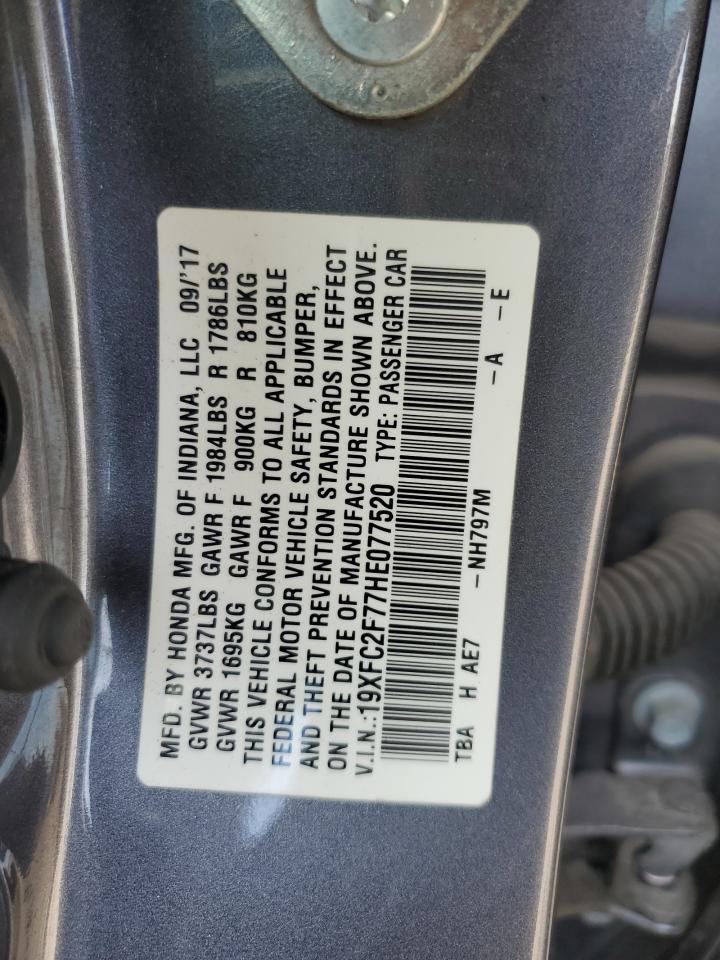 MFD. BY HONDA MFG. OF INDIANA, LLC 09/'17
GVWR 3737LBS GAWR F 1984LBS R 1786LBS
GVWR 1695KG GAWR F 900KG R 810KG
THIS VEHICLE CONFORMS TO ALL APPLICABLE
FEDERAL MOTOR VEHICLE SAFETY, BUMPER,
AND THEFT PREVENTION STANDARDS IN EFFECT
ON THE DATE OF MANUFACTURE SHOWN ABOVE.
V.I.N.:19XFC2F77HE077520 TYPE: PASSENGER CAR
TBA H AE7 -NH797M -A -E